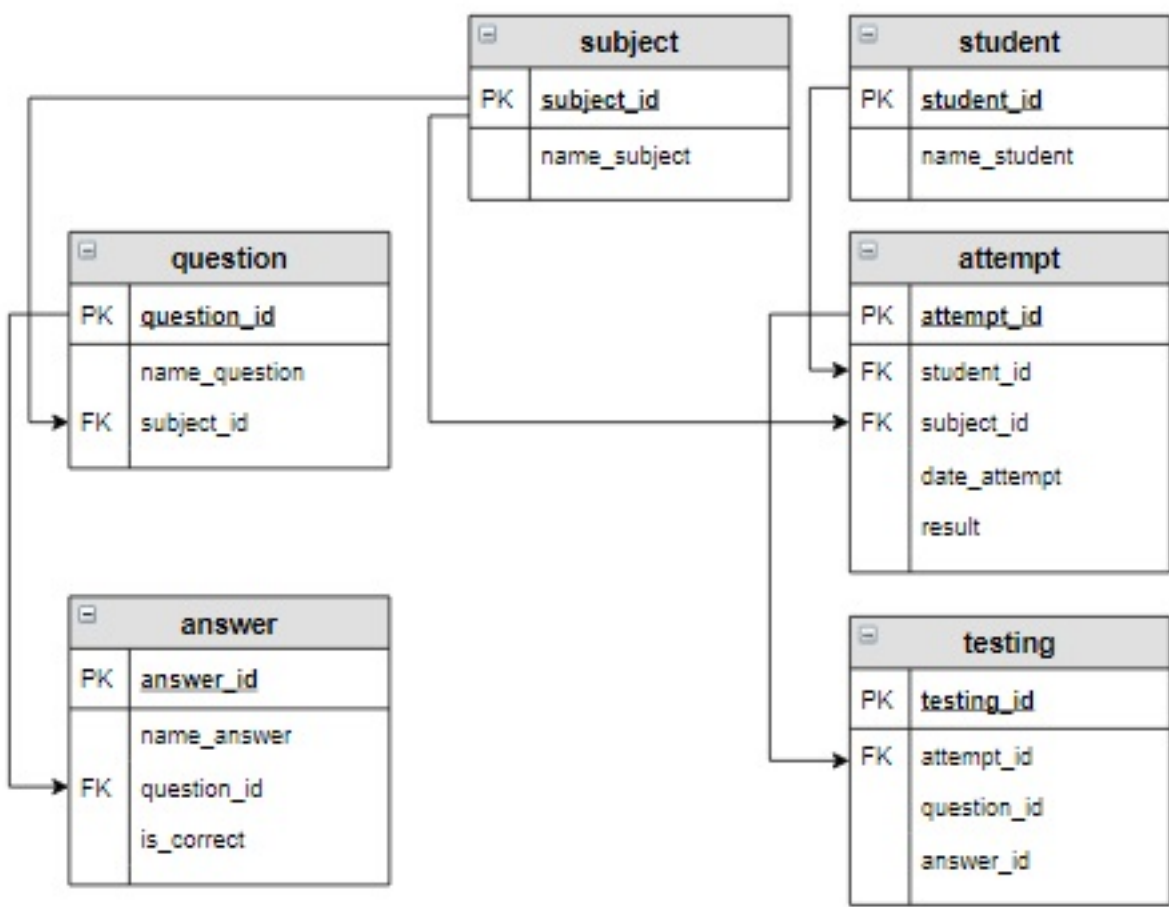 subject
PK subject_id
name_subject
student
PK student_id
name_student
question
PK question_id
name_question
FK subject_id
attempt
PK attempt_id
FK student_id
FK subject_id
date_attempt
result
answer
PK answer_id
name_answer
FK question_id
is_correct
testing
PK testing_id
FK attempt_id
question_id
answer_id